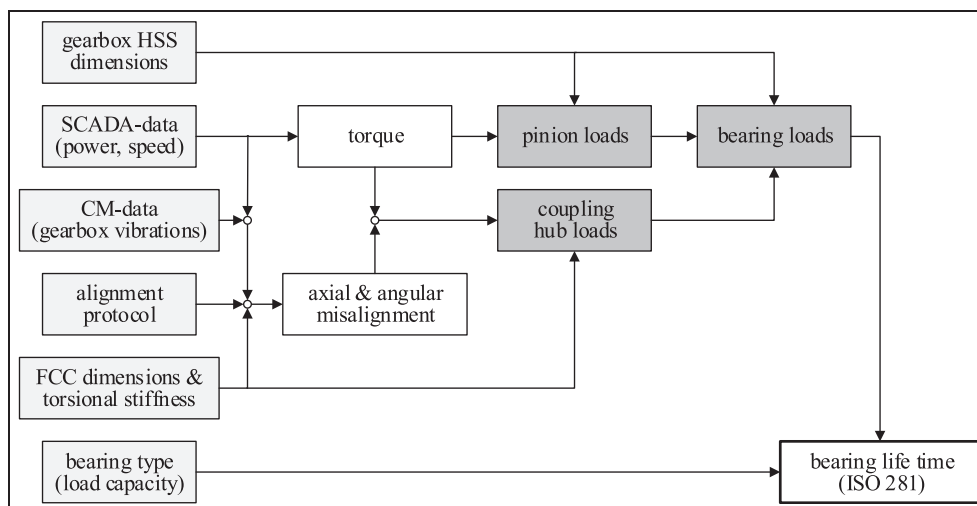 gearbox HSS
dimensions
SCADA-data
(power, speed)
torque
pinion loads
bearing loads
CM-data
(gearbox vibrations)
coupling
hub loads
alignment
protocol
axial & angular
misalignment
FCC dimensions &
torsional stiffness
bearing type
(load capacity)
bearing life time
(ISO 281)